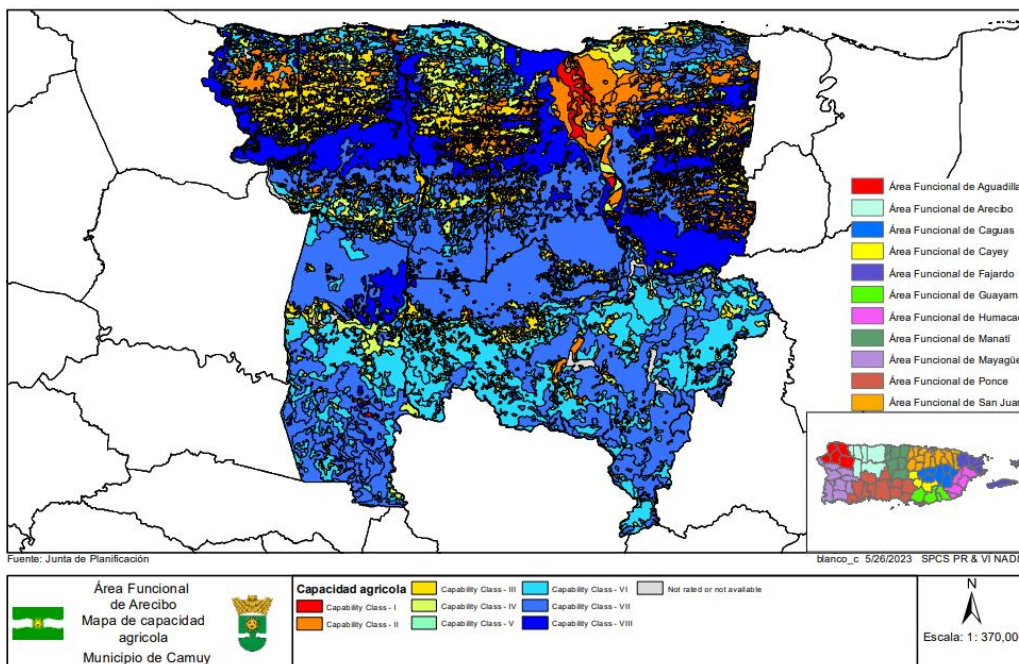 Área Funcional de Aguadilla
Área Funcional de Arecibo
Área Funcional de Caguas
Área Funcional de Cayey
Área Funcional de Fajardo
Área Funcional de Guayama
Área Funcional de Humacao
Área Funcional de Manatí
Área Funcional de Mayagüe
Área Funcional de Ponce
Área Funcional de San Juan
Fuente: Junta de Planificación
blanco_c 5/26/2023 SPCS PR & VI NAD8
Área Funcional
de Arecibo
Mapa de capacidad
agrícola
Municipio de Camuy
Capacidad agrícola
Capability Class - I
Capability Class - II
Capability Class - III
Capability Class - IV
Capability Class - V
Capability Class - VI
Capability Class - VII
Capability Class - VIII
Not rated or not available
N
Escala: 1: 370,00